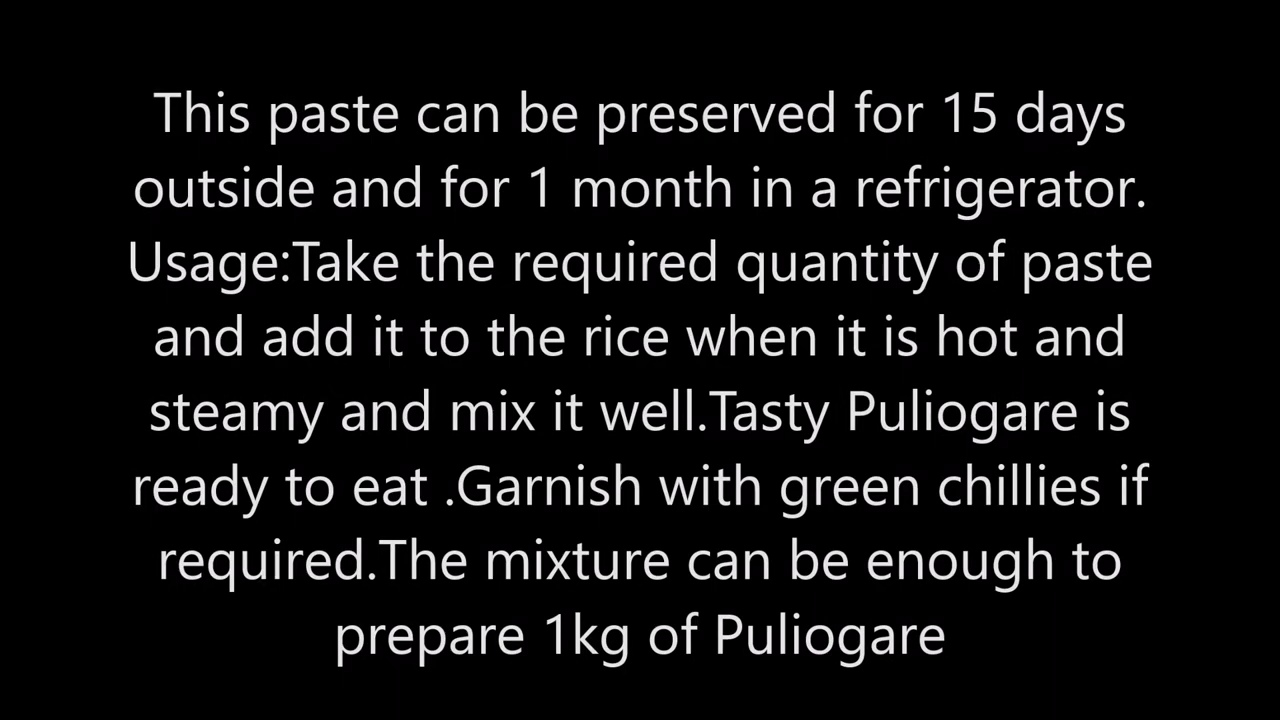 This paste can be preserved for 15 days
outside and for 1 month in a refrigerator.
Usage:Take the required quantity of paste
and add it to the rice when it is hot and
steamy and mix it well.Tasty Puliogare is
ready to eat .Garnish with green chillies if
required.The mixture can be enough to
prepare 1kg of Puliogare